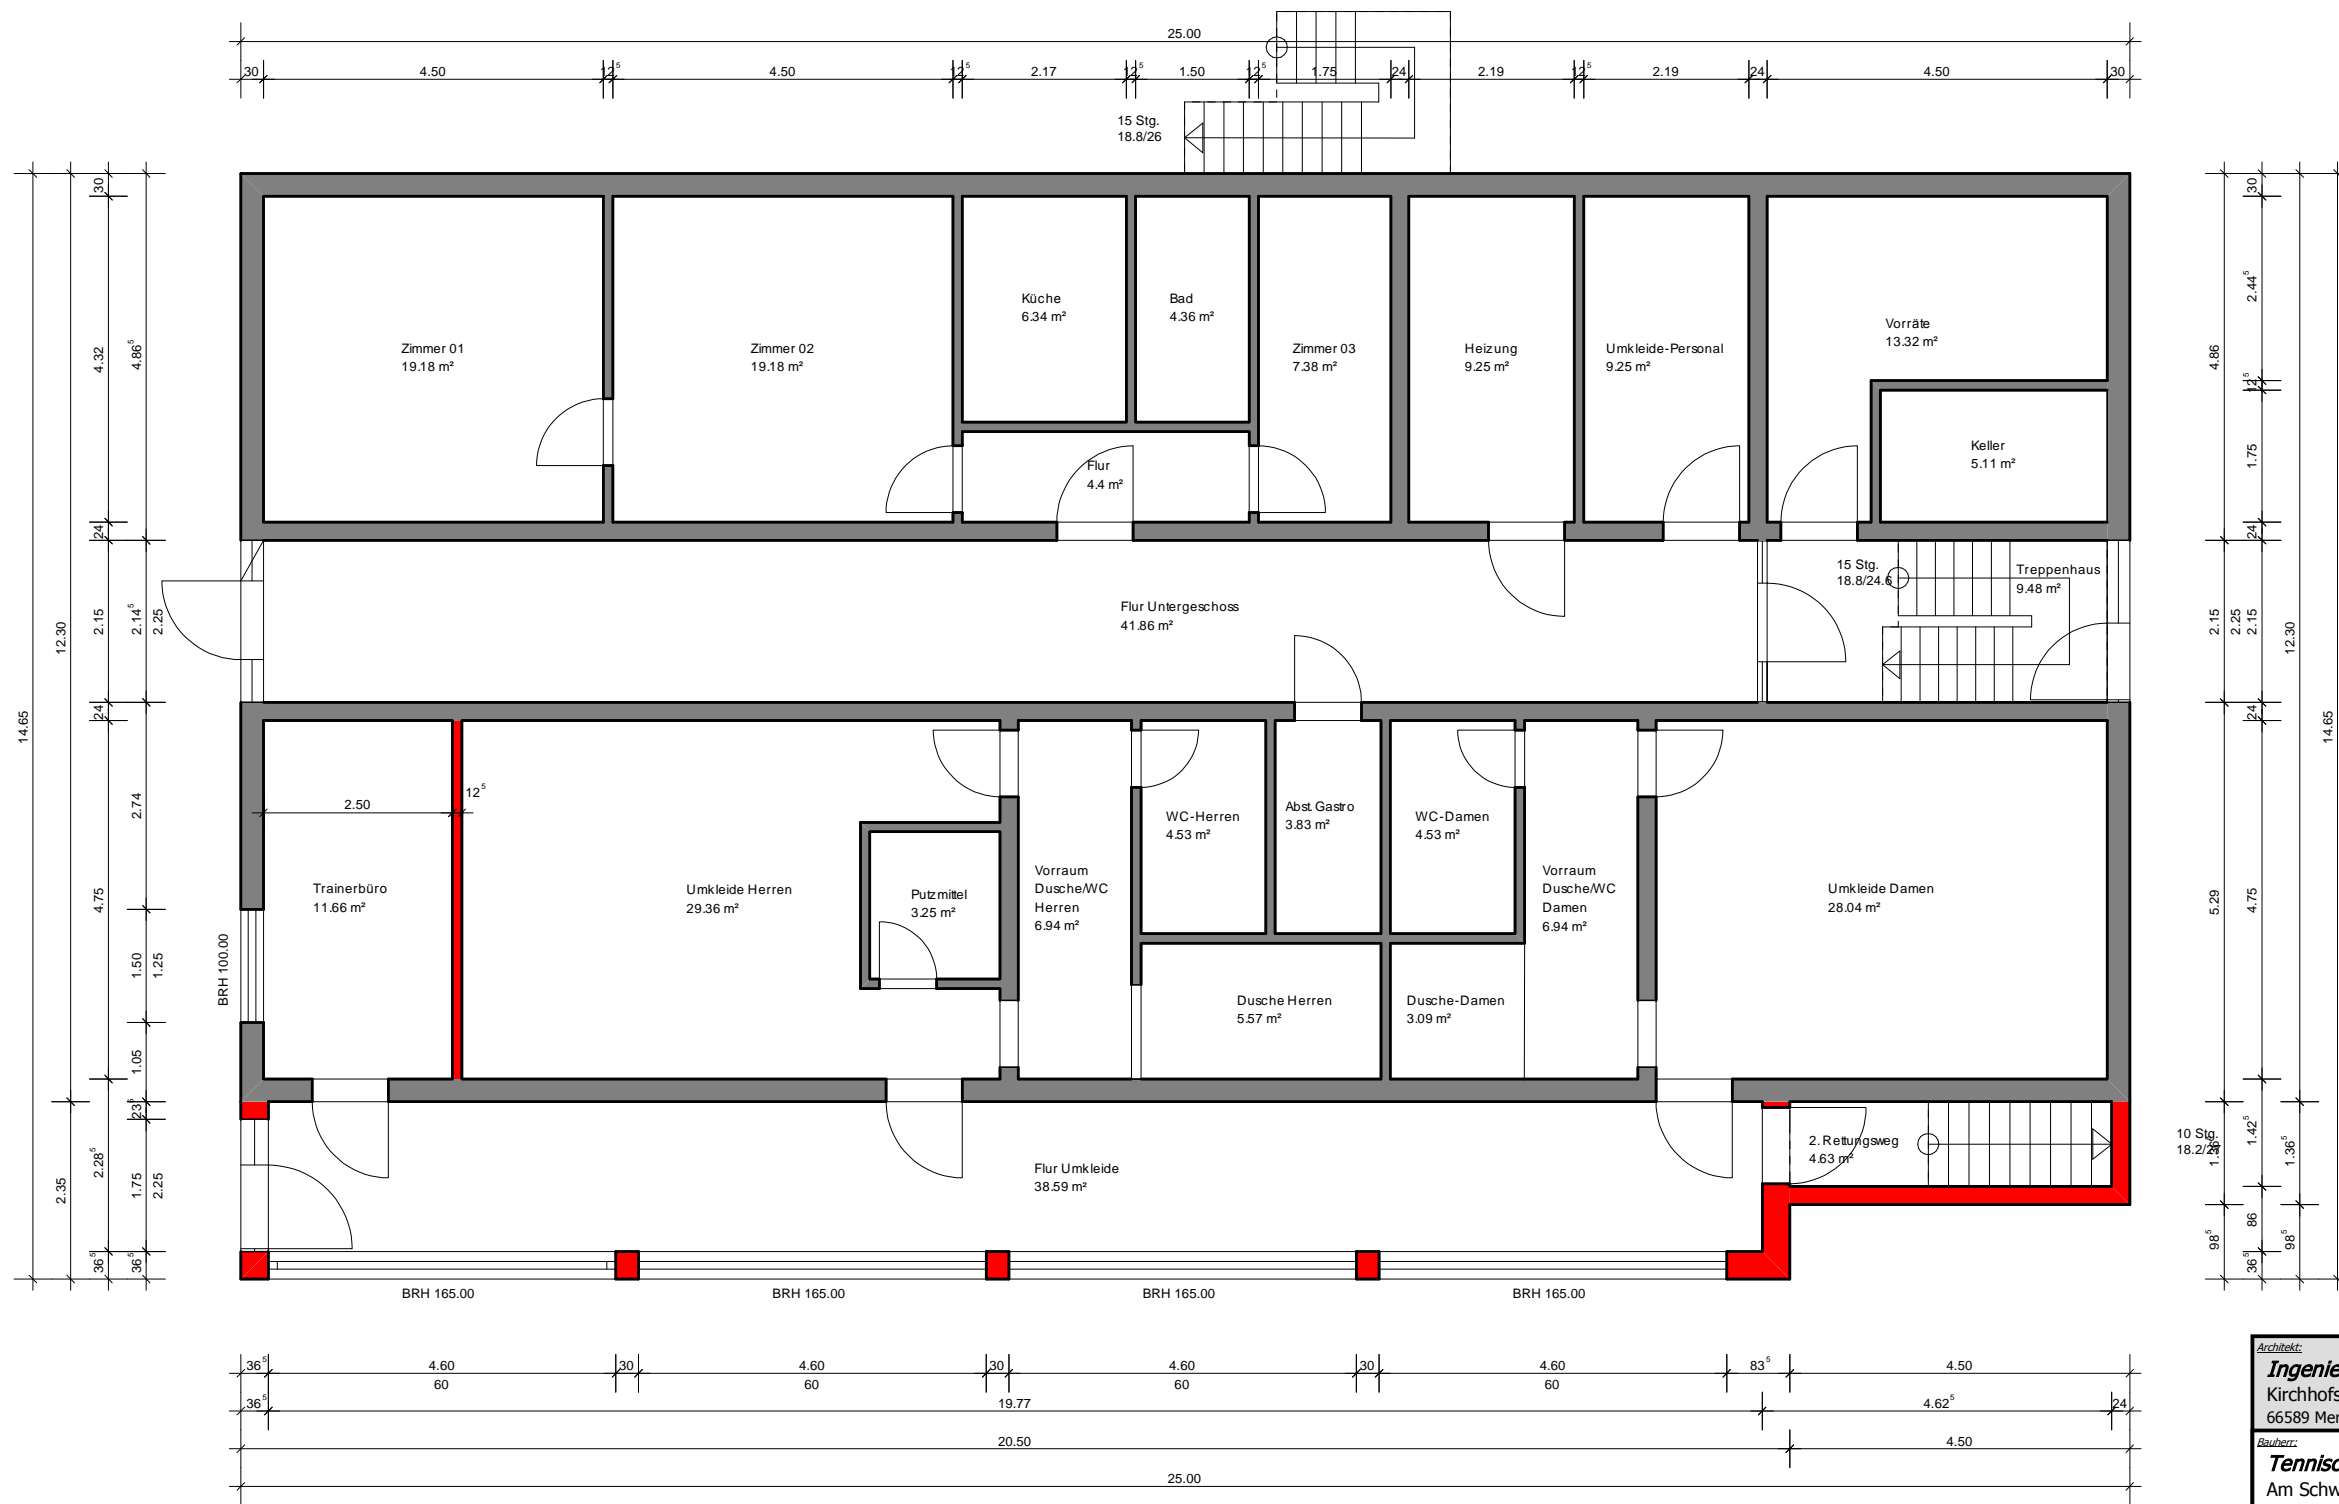 25.00
30 4.50 12⁵ 4.50 12⁵ 2.17 12⁵ 1.50 12⁵ 1.75 24 2.19 12⁵ 2.19 24 4.50 30
15 Stg.
18.8/26
14.65
12.30
30 4.32 24 2.15 24 4.75 2.28⁵ 36⁵
4.86⁵ 2.14⁵ 2.74 1.50 1.05 23⁵ 1.75 36⁵
2.25
1.25
2.25
2.35
Zimmer 01
19.18 m²
Zimmer 02
19.18 m²
Küche
6.34 m²
Bad
4.36 m²
Zimmer 03
7.38 m²
Heizung
9.25 m²
Umkleide-Personal
9.25 m²
Vorräte
13.32 m²
Keller
5.11 m²
Flur
4.4 m²
Flur Untergeschoss
41.86 m²
15 Stg.
18.8/24.6
Treppenhaus
9.48 m²
2.50
12⁵
Trainerbüro
11.66 m²
BRH 100.00
Umkleide Herren
29.36 m²
Putzmittel
3.25 m²
Vorraum
Dusche/WC
Herren
6.94 m²
WC-Herren
4.53 m²
Abst. Gastro
3.83 m²
WC-Damen
4.53 m²
Vorraum
Dusche/WC
Damen
6.94 m²
Umkleide Damen
28.04 m²
Dusche Herren
5.57 m²
Dusche-Damen
3.09 m²
Flur Umkleide
38.59 m²
2. Rettungsweg
4.63 m²
10 Stg.
4.86 2.15 5.29 98⁵
2.25
30 2.44⁵ 12⁵ 1.75 24 2.15 24 4.75 1.42⁵ 86 36⁵
12.30 1.36⁵ 98⁵
14.65
BRH 165.00
BRH 165.00
BRH 165.00
BRH 165.00
36⁵ 4.60 30 4.60 30 4.60 30 4.60 83⁵ 4.50
60 60 60 60
36⁵ 19.77 4.62⁵ 24
20.50 4.50
25.00
Architekt:
Kirchhofs
66589 Mer
Bauherr:
Am Schw